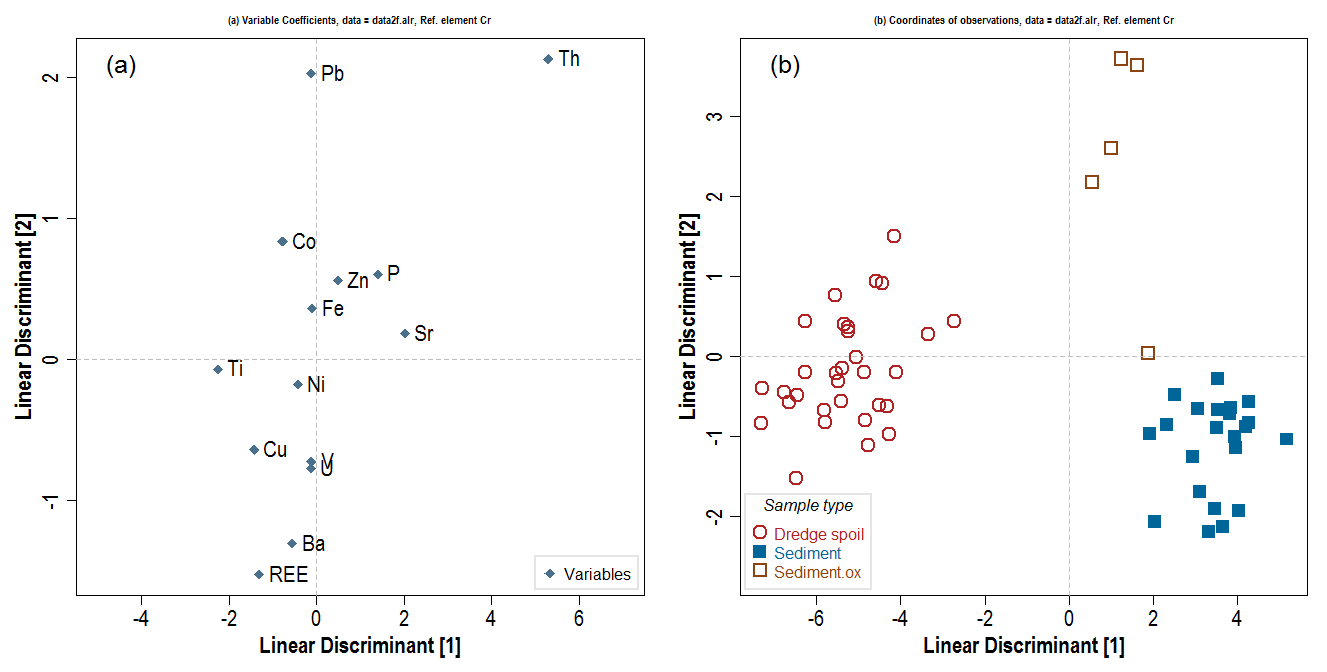 (a) Variable Coefficients, data = data2f.alr, Ref. element Cr
(a)
Th
Pb
Co
P
Zn
Fe
Sr
Ti
Ni
Cu
V
U
Ba
REE
Variables
2
1
0
-1
Linear Discriminant [2]
-4 -2 0 2 4 6
Linear Discriminant [1]
(b) Coordinates of observations, data = data2f.alr, Ref. element Cr
(b)
3
2
1
0
-1
-2
Linear Discriminant [2]
Sample type
Dredge spoil
Sediment
Sediment.ox
-6 -4 -2 0 2 4
Linear Discriminant [1]